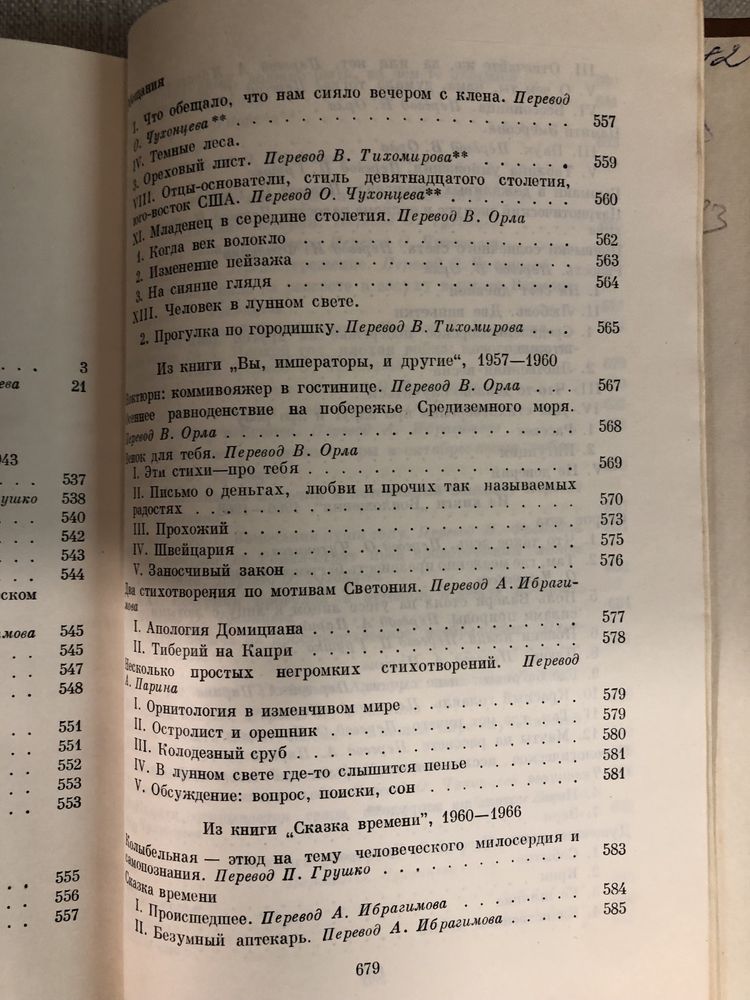 3
ева 21
943
537
рушко 538
540
542
543
544
ском
мова 545
545
547
548
551
551
552
553
553
555
556
557
I. Что обещало, что нам сияло вечером с клена. Перевод
О. Чухонцева** 557
IV. Темные леса.
3. Ореховый лист. Перевод В. Тихомирова** 559
VIII. Отцы-основатели, стиль девятнадцатого столетия,
юго-восток США. Перевод О. Чухонцева** 560
XI. Младенец в середине столетия. Перевод В. Орла
1. Когда век волокло 562
2. Изменение пейзажа 563
3. На сияние глядя 564
XIII. Человек в лунном свете.
2. Прогулка по городишку. Перевод В. Тихомирова 565
Из книги „Вы, императоры, и другие“, 1957—1960
Ноктюрн: коммивояжер в гостинице. Перевод В. Орла 567
Осеннее равноденствие на побережье Средиземного моря.
Перевод В. Орла 568
Венок для тебя. Перевод В. Орла
I. Эти стихи—про тебя 569
II. Письмо о деньгах, любви и прочих так называемых
радостях 570
III. Прохожий 573
IV. Швейцария 575
V. Заносчивый закон 576
Два стихотворения по мотивам Светония. Перевод А. Ибраги-
мова
I. Апология Домициана 577
II. Тиберий на Капри 578
Несколько простых негромких стихотворений. Перевод
А. Ларина
I. Орнитология в изменчивом мире 579
II. Остролист и орешник 579
III. Колодезный сруб 580
IV. В лунном свете где-то слышится пенье 581
V. Обсуждение: вопрос, поиски, сон 581
Из книги „Сказка времени“, 1960—1966
Колыбельная — этюд на тему человеческого милосердия и
самопознания. Перевод П. Грушко 583
Сказка времени
I. Происшедшее. Перевод А. Ибрагимова 584
II. Безумный аптекарь. Перевод А. Ибрагимова 585
679